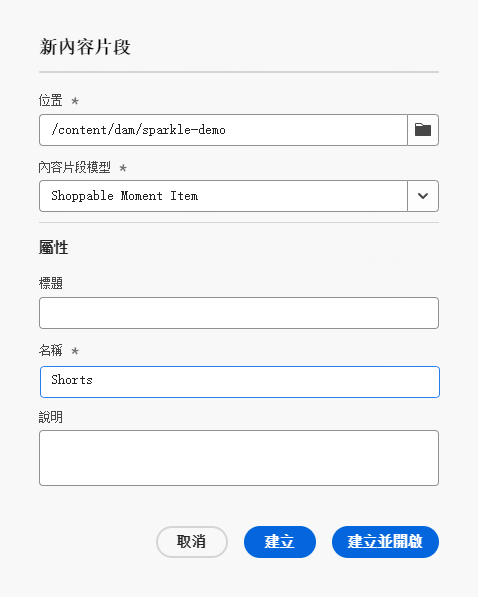 新內容片段
位置 *
/content/dam/sparkle-demo
內容片段模型 *
Shoppable Moment Item
屬性
標題
名稱 *
Shorts
說明
取消 建立 建立並開啟